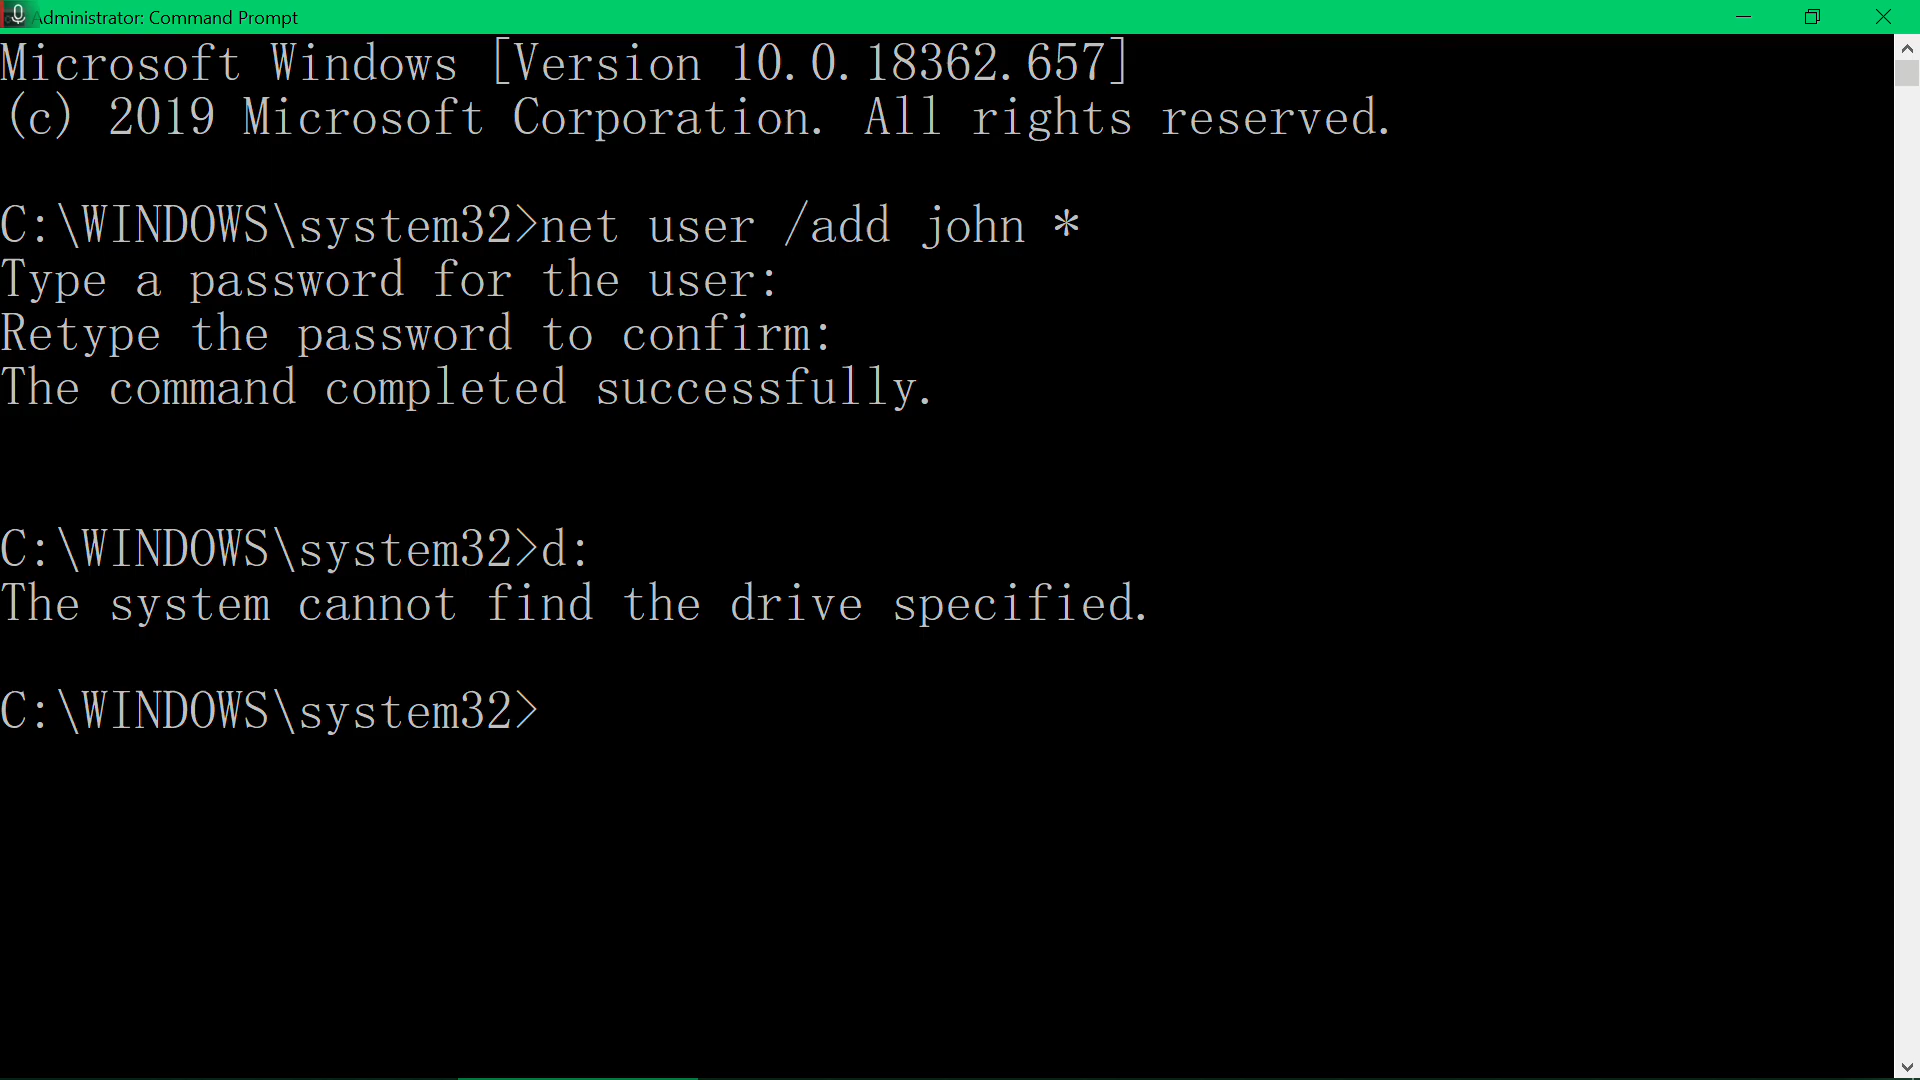 Administrator: Command Prompt
Microsoft Windows [Version 10.0.18362.657]
(c) 2019 Microsoft Corporation. All rights reserved.
C:\WINDOWS\system32>net user /add john *
Type a password for the user:
Retype the password to confirm:
The command completed successfully.
C:\WINDOWS\system32>d:
The system cannot find the drive specified.
C:\WINDOWS\system32>